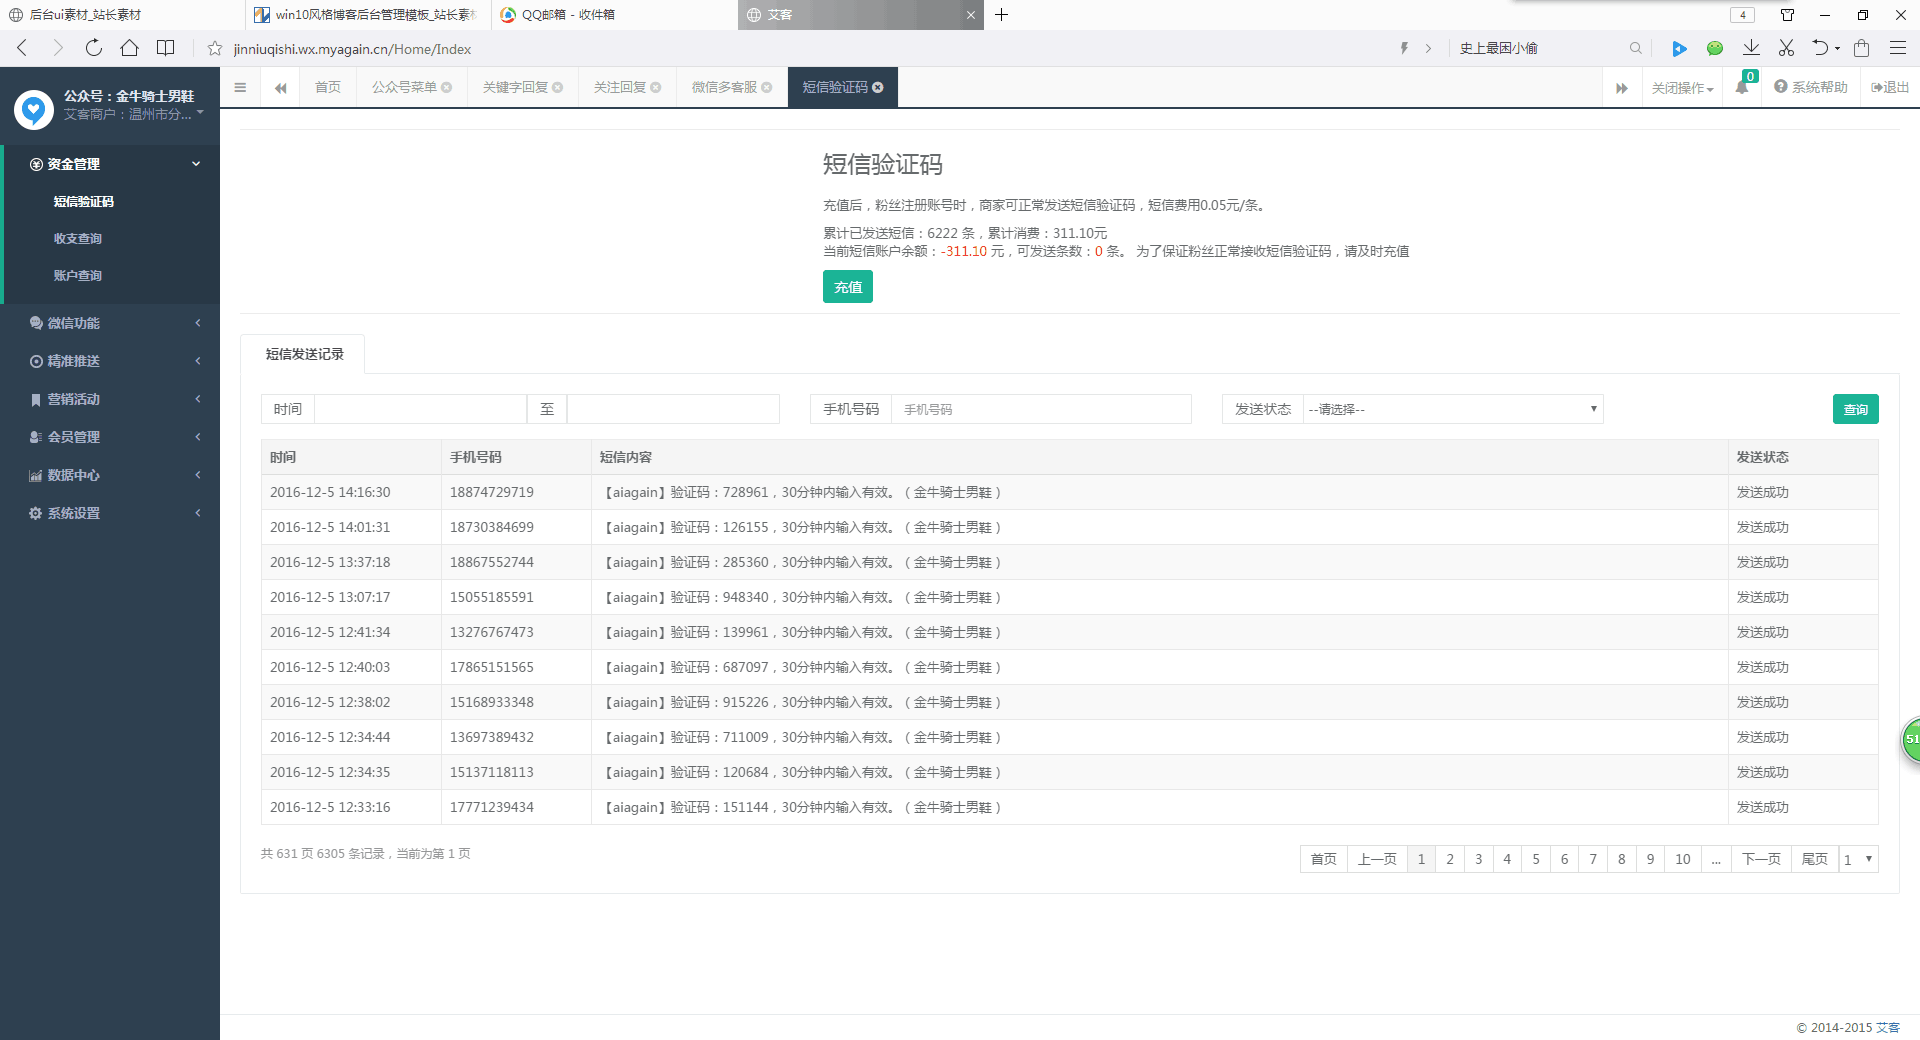 后台ui素材_站长素材
win10风格博客后台管理模板_站长素材
QQ邮箱 - 收件箱
艾客
4
jinniuqishi.wx.myagain.cn/Home/Index
史上最困小偷
公众号：金牛骑士男鞋
艾客商户：温州市分...
首页
公众号菜单
关键字回复
关注回复
微信多客服
短信验证码
关闭操作
0
系统帮助
退出
资金管理
短信验证码
收支查询
账户查询
微信功能
精准推送
营销活动
会员管理
数据中心
系统设置
短信验证码
充值后，粉丝注册账号时，商家可正常发送短信验证码，短信费用0.05元/条。
累计已发送短信：6222 条，累计消费：311.10元
当前短信账户余额：-311.10 元，可发送条数：0 条。 为了保证粉丝正常接收短信验证码，请及时充值
充值
短信发送记录
时间 至 手机号码 手机号码 发送状态 --请选择-- 查询
时间 手机号码 短信内容 发送状态
2016-12-5 14:16:30 18874729719 【aiagain】验证码：728961，30分钟内输入有效。（金牛骑士男鞋） 发送成功
2016-12-5 14:01:31 18730384699 【aiagain】验证码：126155，30分钟内输入有效。（金牛骑士男鞋） 发送成功
2016-12-5 13:37:18 18867552744 【aiagain】验证码：285360，30分钟内输入有效。（金牛骑士男鞋） 发送成功
2016-12-5 13:07:17 15055185591 【aiagain】验证码：948340，30分钟内输入有效。（金牛骑士男鞋） 发送成功
2016-12-5 12:41:34 13276767473 【aiagain】验证码：139961，30分钟内输入有效。（金牛骑士男鞋） 发送成功
2016-12-5 12:40:03 17865151565 【aiagain】验证码：687097，30分钟内输入有效。（金牛骑士男鞋） 发送成功
2016-12-5 12:38:02 15168933348 【aiagain】验证码：915226，30分钟内输入有效。（金牛骑士男鞋） 发送成功
2016-12-5 12:34:44 13697389432 【aiagain】验证码：711009，30分钟内输入有效。（金牛骑士男鞋） 发送成功
2016-12-5 12:34:35 15137118113 【aiagain】验证码：120684，30分钟内输入有效。（金牛骑士男鞋） 发送成功
2016-12-5 12:33:16 17771239434 【aiagain】验证码：151144，30分钟内输入有效。（金牛骑士男鞋） 发送成功
51
共 631 页 6305 条记录，当前为第 1 页
首页 上一页 1 2 3 4 5 6 7 8 9 10 ... 下一页 尾页 1
© 2014-2015 艾客